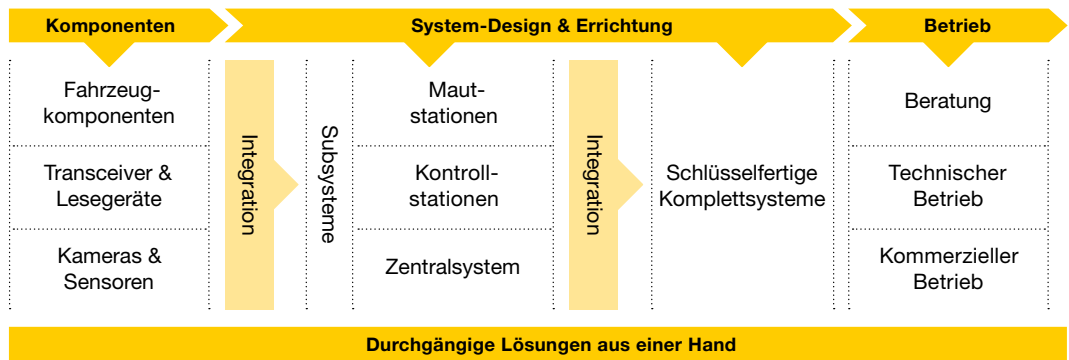 Komponenten
System-Design & Errichtung
Betrieb
Fahrzeug-
komponenten
Transceiver &
Lesegeräte
Kameras &
Sensoren
Integration
Subsysteme
Maut-
stationen
Kontroll-
stationen
Zentralsystem
Integration
Schlüsselfertige
Komplettsysteme
Beratung
Technischer
Betrieb
Kommerzieller
Betrieb
Durchgängige Lösungen aus einer Hand